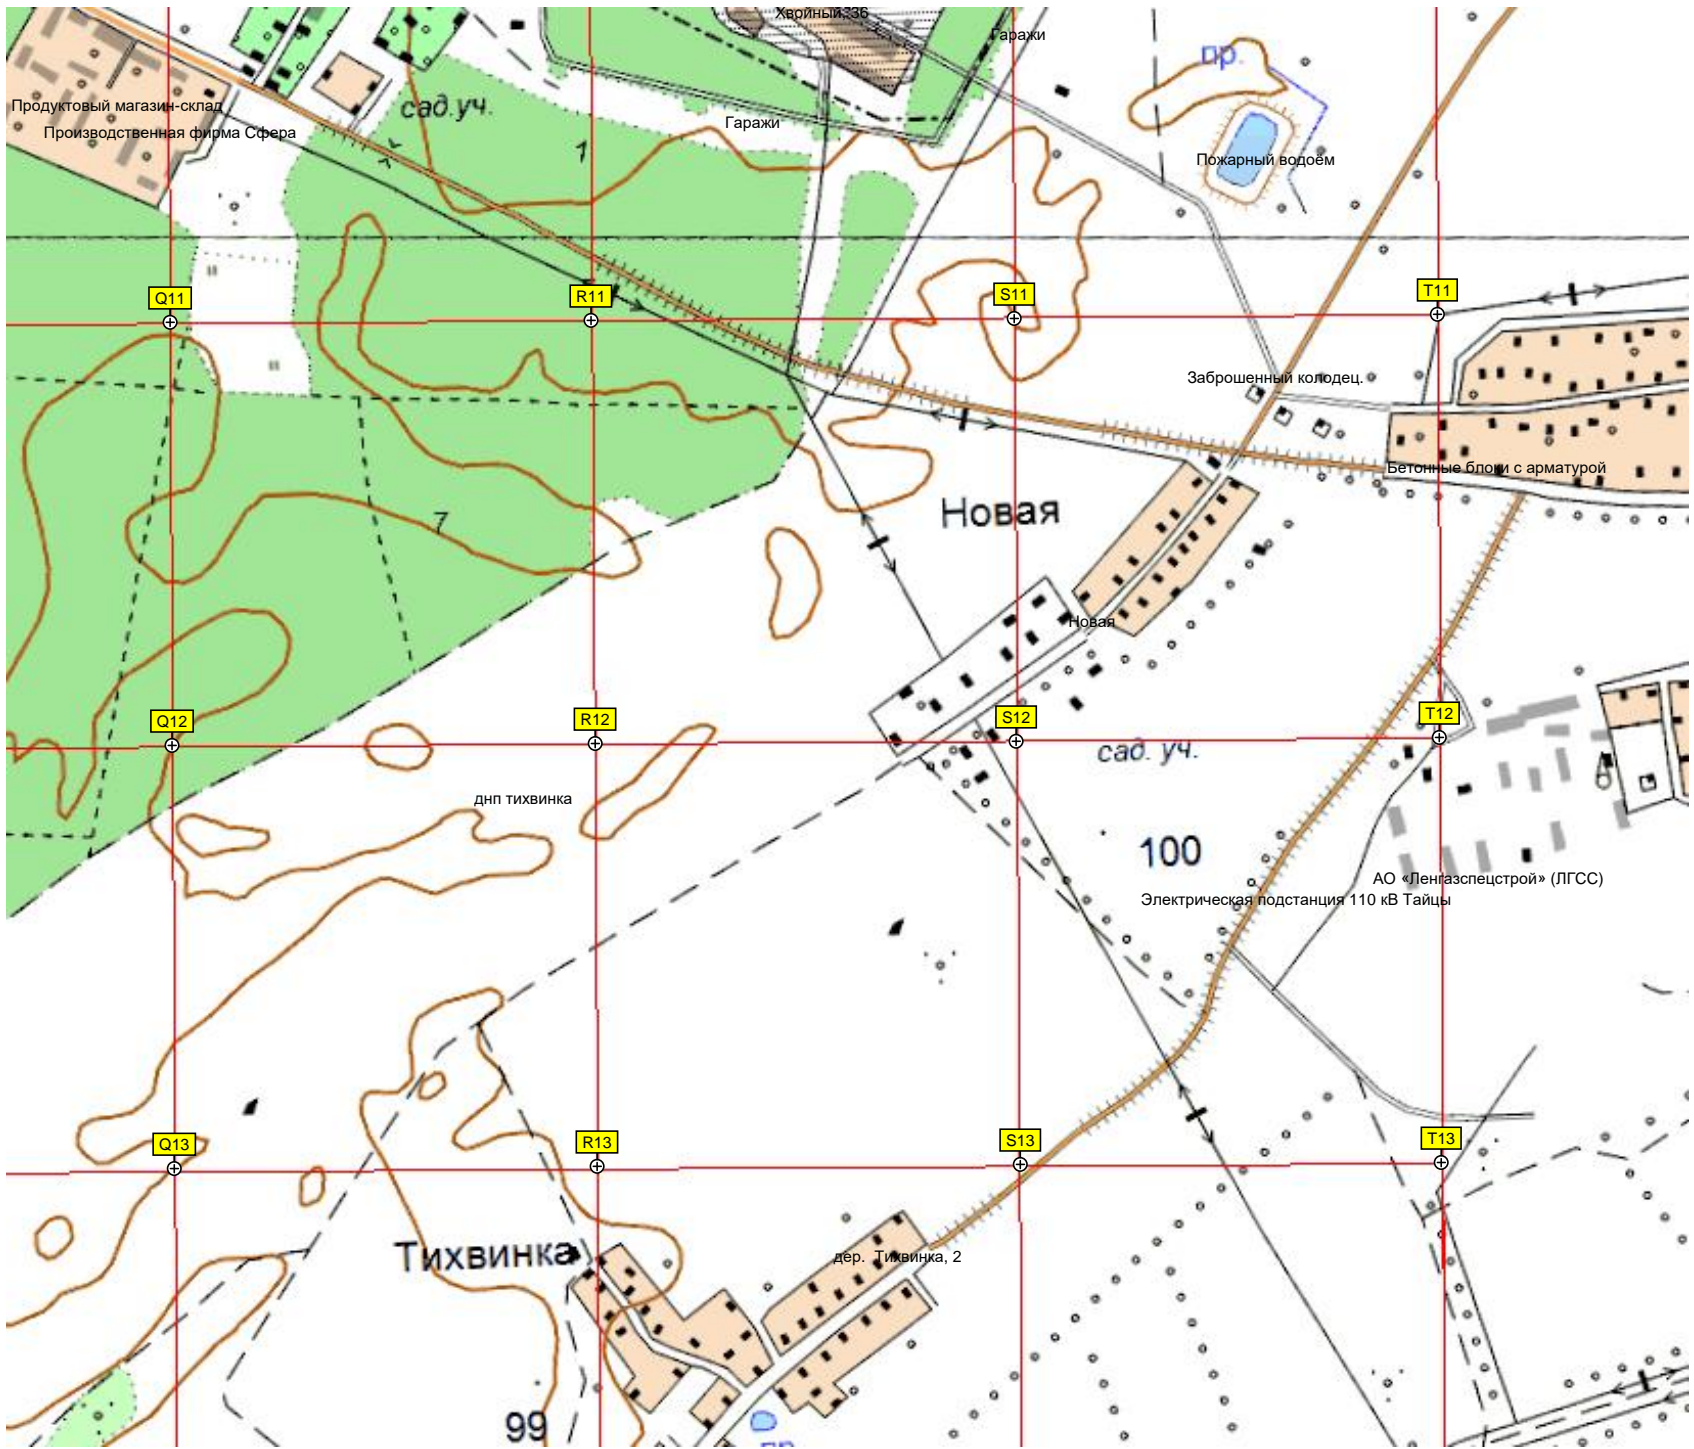 Хвойный,36
Гаражи
пр.
Продуктовый магазин-склад
сад.уч.
Гаражи
Производственная фирма Сфера
1
Пожарный водоём
Q11
R11
S11
T11
Заброшенный колодец.
Бетонные блоки с арматурой
Новая
7
Новая
Q12
R12
S12
T12
сад. уч.
днп тихвинка
100
АО «Ленгазспецстрой» (ЛГСС)
Электрическая подстанция 110 кВ Тайцы
Q13
R13
S13
T13
Тихвинка
дер. Тихвинка, 2
99
пр